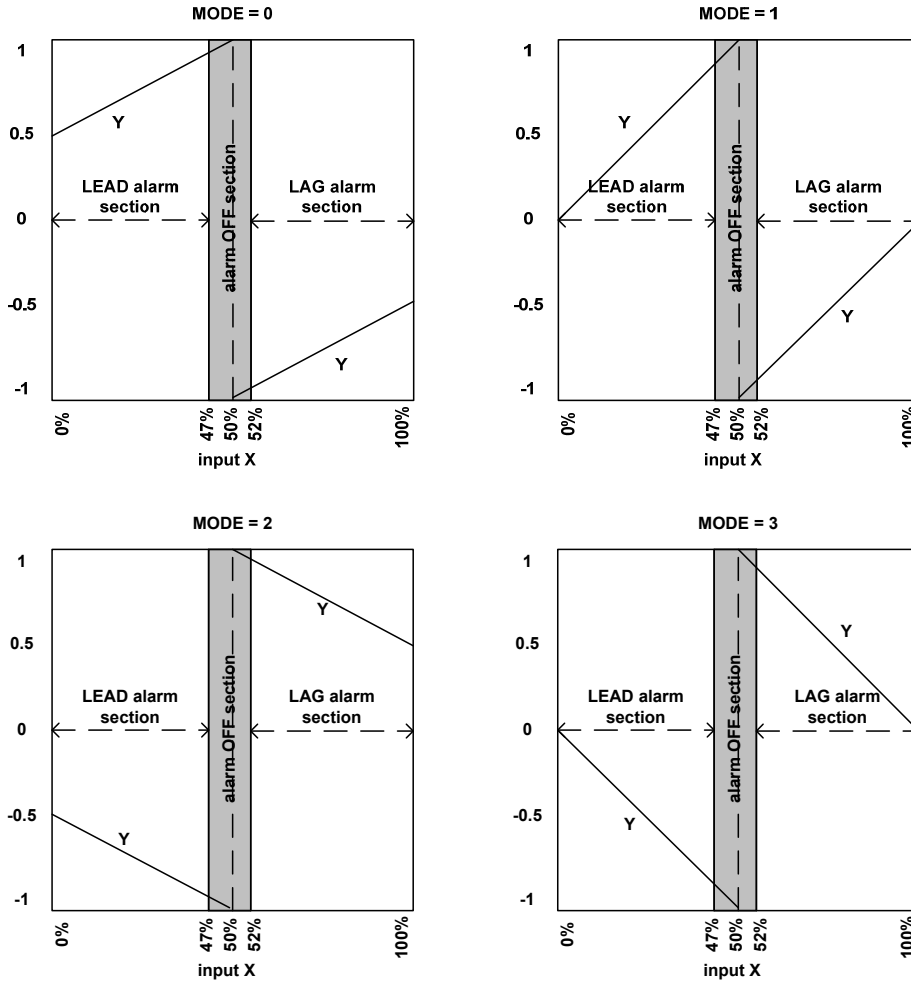 MODE = 0
1
0.5
0
-0.5
-1
Y
LEAD alarm
section
alarm OFF section
LAG alarm
section
Y
0%
47%
50%
52%
100%
input X
MODE = 1
1
0.5
0
-0.5
-1
Y
LEAD alarm
section
alarm OFF section
LAG alarm
section
Y
0%
47%
50%
52%
100%
input X
MODE = 2
1
0.5
0
-0.5
-1
Y
LEAD alarm
section
alarm OFF section
LAG alarm
section
Y
0%
47%
50%
52%
100%
input X
MODE = 3
1
0.5
0
-0.5
-1
Y
LEAD alarm
section
alarm OFF section
LAG alarm
section
Y
0%
47%
50%
52%
100%
input X